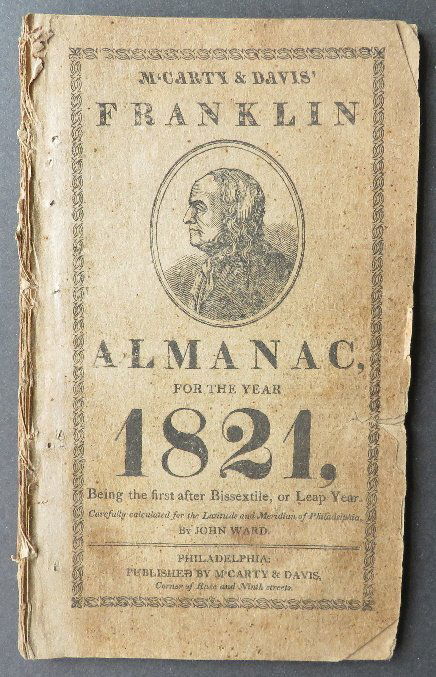 M·CARTY & DAVIS'
FRANKLIN
ALMANAC,
FOR THE YEAR
1821,
Being the first after Bissextile, or Leap Year.
Carefully calculated for the Latitude and Meridian of Philadelphia,
By JOHN WARD.
PHILADELPHIA:
PUBLISHED BY M·CARTY & DAVIS,
Corner of Race and Ninth streets.